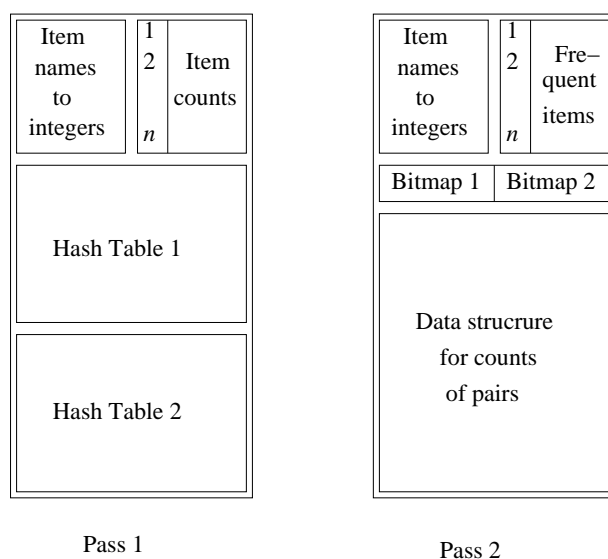 Item
names
to
integers
1
2
n
Item
counts
Hash Table 1
Hash Table 2
Pass 1
Item
names
to
integers
1
2
n
Fre–
quent
items
Bitmap 1
Bitmap 2
Data strucrure
for counts
of pairs
Pass 2